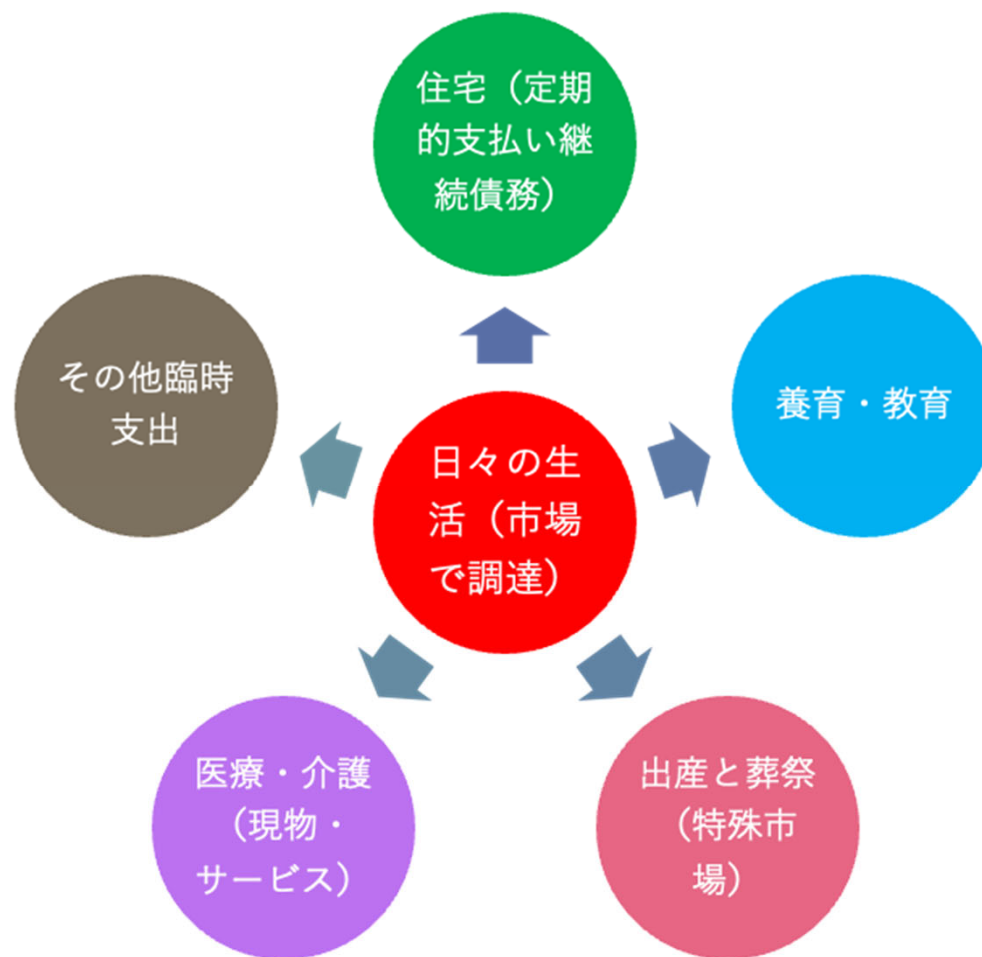 住宅（定期
的支払い継
続債務）
その他臨時
支出
養育・教育
日々の生
活（市場
で調達）
医療・介護
（現物・
サービス）
出産と葬祭
（特殊市
場）